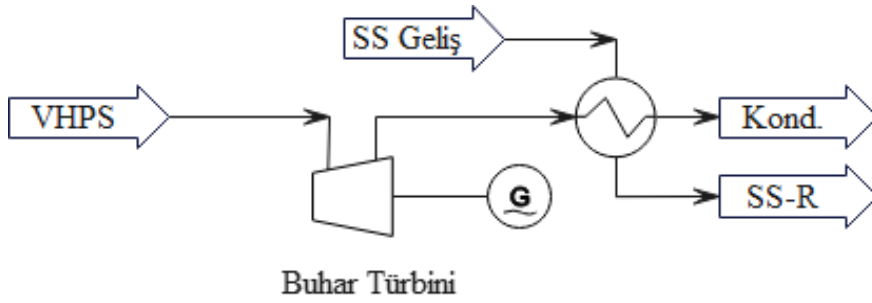 SS Geliş
VHPS
Kond.
G
SS-R
Buhar Türbini